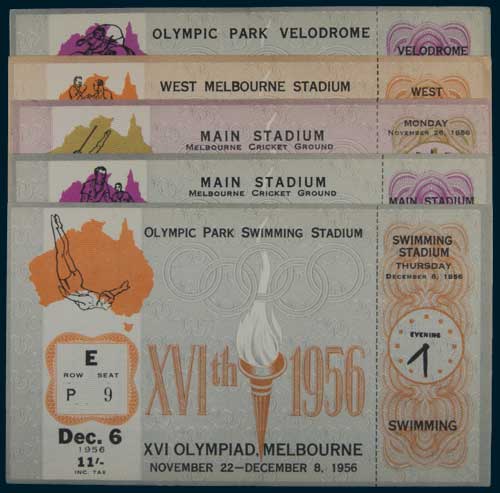 OLYMPIC PARK VELODROME
VELODROME
WEST MELBOURNE STADIUM
WEST
MAIN STADIUM
MELBOURNE CRICKET GROUND
MONDAY
NOVEMBER 26, 1956
MAIN STADIUM
MELBOURNE CRICKET GROUND
MAIN STADIUM
OLYMPIC PARK SWIMMING STADIUM
E
ROW SEAT
P 9
Dec. 6
1956
11/-
INC. TAX
XVIth 1956
XVI OLYMPIAD, MELBOURNE
NOVEMBER 22–DECEMBER 8, 1956
SWIMMING
STADIUM
THURSDAY
DECEMBER 6, 1956
EVENING
SWIMMING